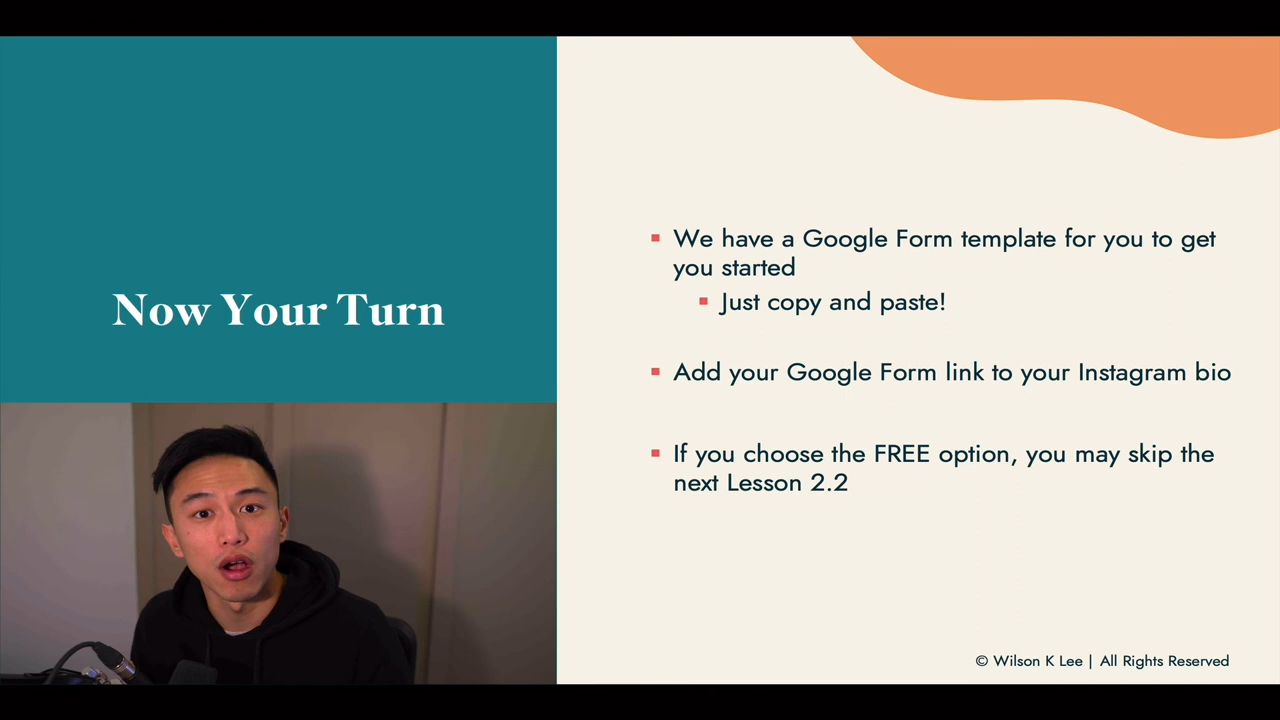 Now Your Turn
We have a Google Form template for you to get
you started
Just copy and paste!
Add your Google Form link to your Instagram bio
If you choose the FREE option, you may skip the
next Lesson 2.2
© Wilson K Lee | All Rights Reserved